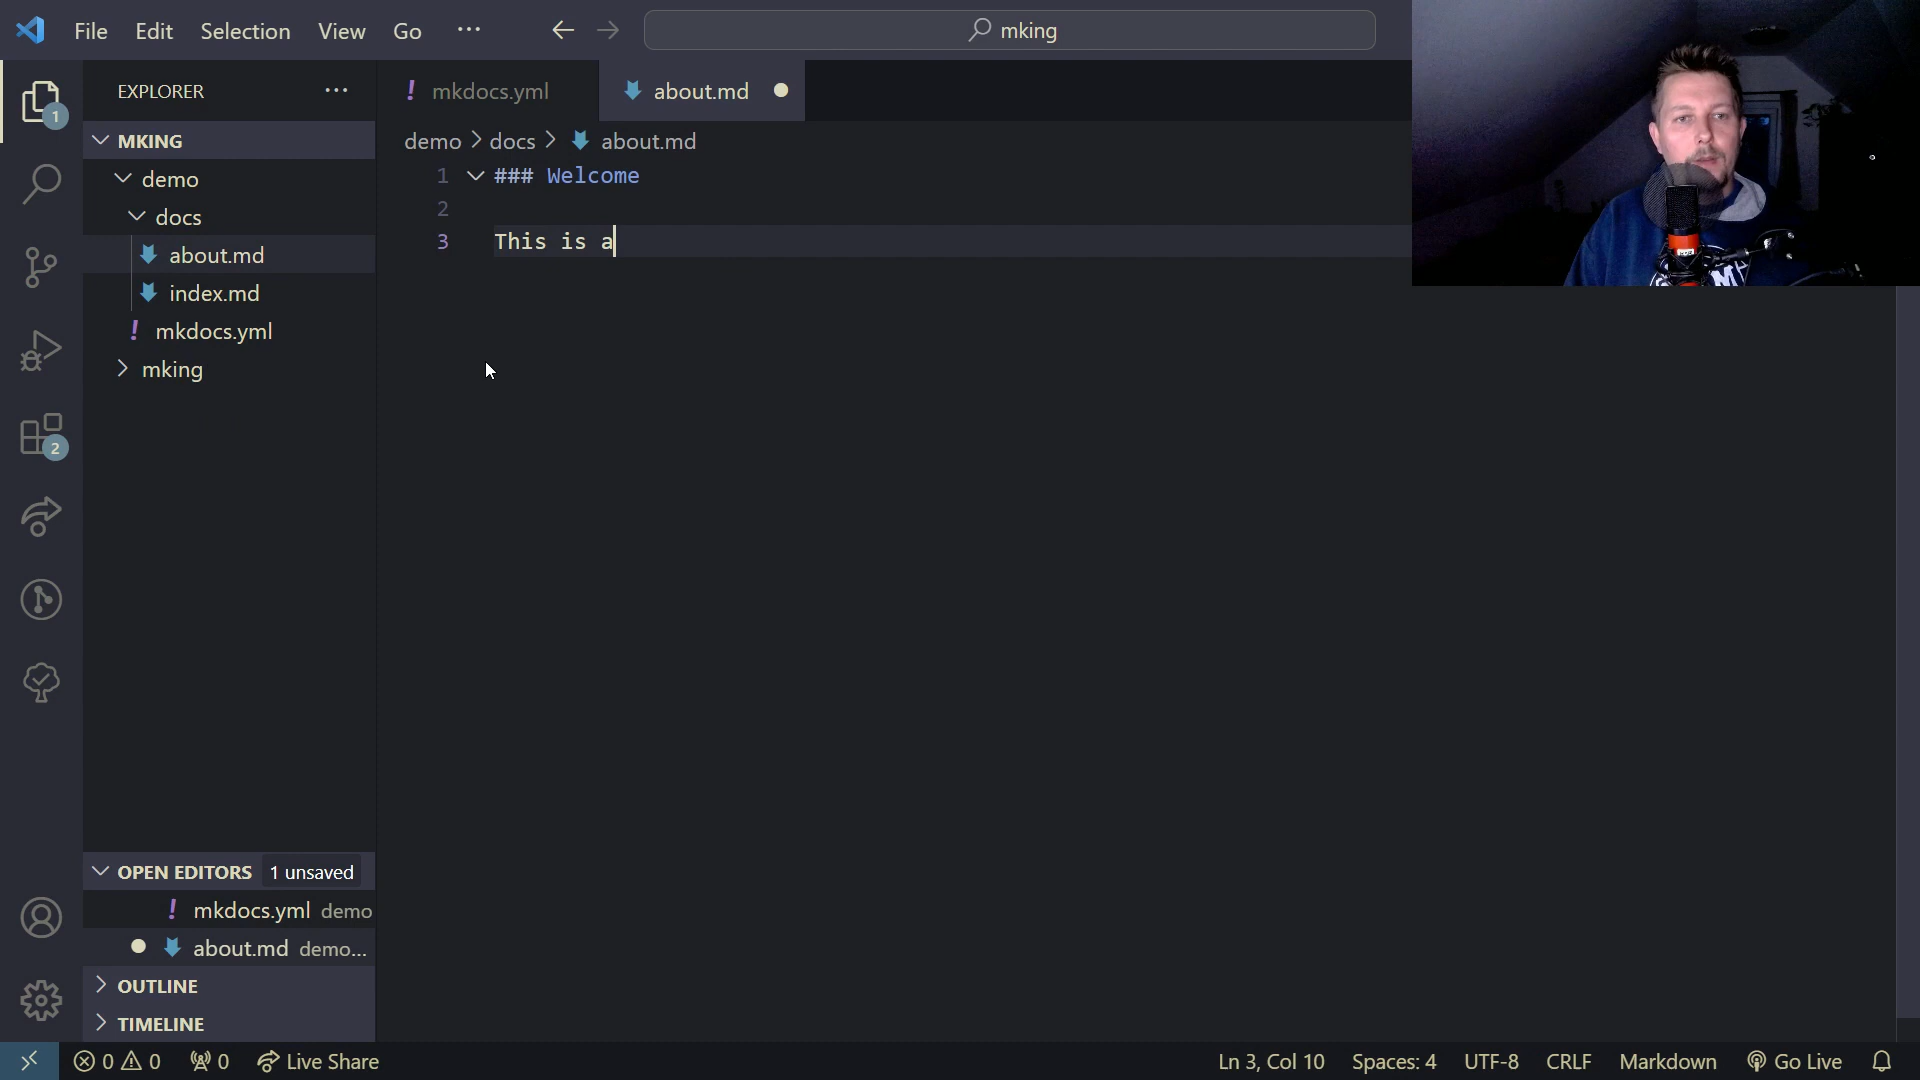 File Edit Selection View Go ··· mking
EXPLORER ···
mkdocs.yml
about.md
MKING
demo > docs > about.md
demo
docs
about.md
index.md
mkdocs.yml
mking
1 ### Welcome
2
3 This is a
1
2
OPEN EDITORS 1 unsaved
mkdocs.yml demo
about.md demo...
OUTLINE
TIMELINE
0 0 0 Live Share Ln 3, Col 10 Spaces: 4 UTF-8 CRLF Markdown Go Live